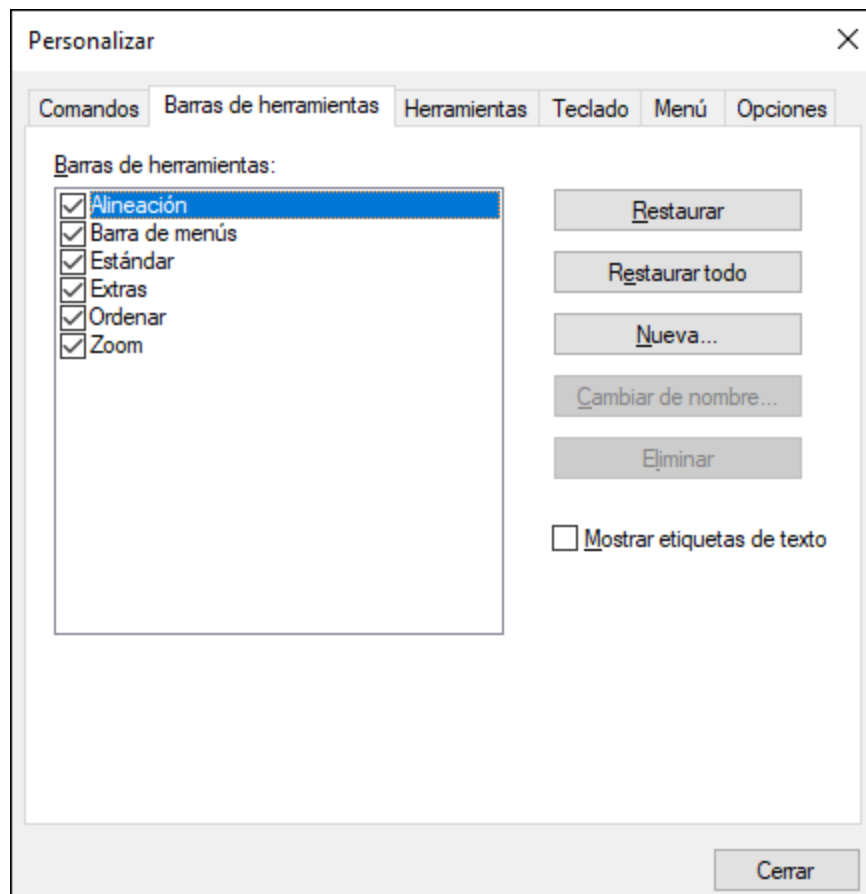 Personalizar
Comandos
Barras de herramientas
Herramientas
Teclado
Menú
Opciones
Barras de herramientas:
Alineación
Barra de menús
Estándar
Extras
Ordenar
Zoom
Restaurar
Restaurar todo
Nueva...
Cambiar de nombre...
Eliminar
Mostrar etiquetas de texto
Cerrar